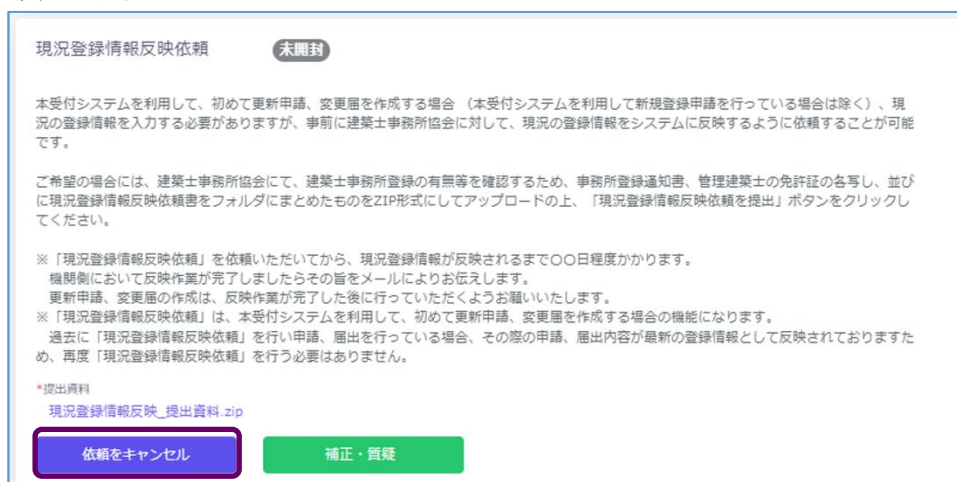 現況登録情報反映依頼 未開封
本受付システムを利用して、初めて更新申請、変更届を作成する場合 （本受付システムを利用して新規登録申請を行っている場合は除く）、現
況の登録情報を入力する必要がありますが、事前に建築士事務所協会に対して、現況の登録情報をシステムに反映するように依頼することが可能
です。
ご希望の場合には、建築士事務所協会にて、建築士事務所登録の有無等を確認するため、事務所登録通知書、管理建築士の免許証の各写し、並び
に現況登録情報反映依頼書をフォルダにまとめたものをZIP形式にしてアップロードの上、「現況登録情報反映依頼を提出」ボタンをクリックし
てください。
※「現況登録情報反映依頼」を依頼いただいてから、現況登録情報が反映されるまで〇〇日程度かかります。
機関側において反映作業が完了しましたらその旨をメールによりお伝えします。
更新申請、変更届の作成は、反映作業が完了した後に行っていただくようお願いいたします。
※「現況登録情報反映依頼」は、本受付システムを利用して、初めて更新申請、変更届を作成する場合の機能になります。
過去に「現況登録情報反映依頼」を行い申請、届出を行っている場合、その際の申請、届出内容が最新の登録情報として反映されておりますた
め、再度「現況登録情報反映依頼」を行う必要はありません。
*提出資料
現況登録情報反映_提出資料.zip
依頼をキャンセル 補正・質疑